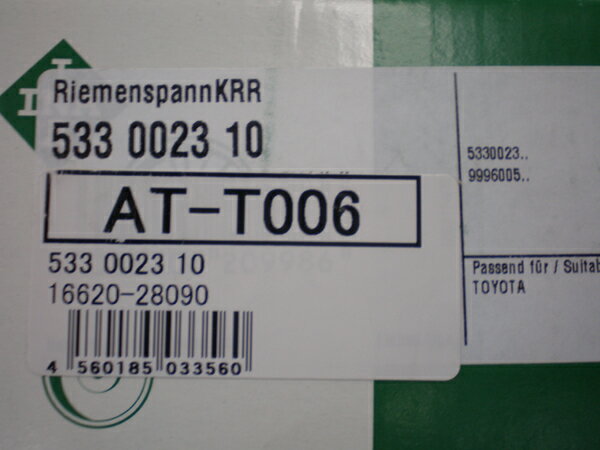 RiemenspannKRR
533 0023 10
AT-T006
533 0023 10
16620-28090
4 560185 033560
5330023..
9996005..
Passend für / Suitab
TOYOTA